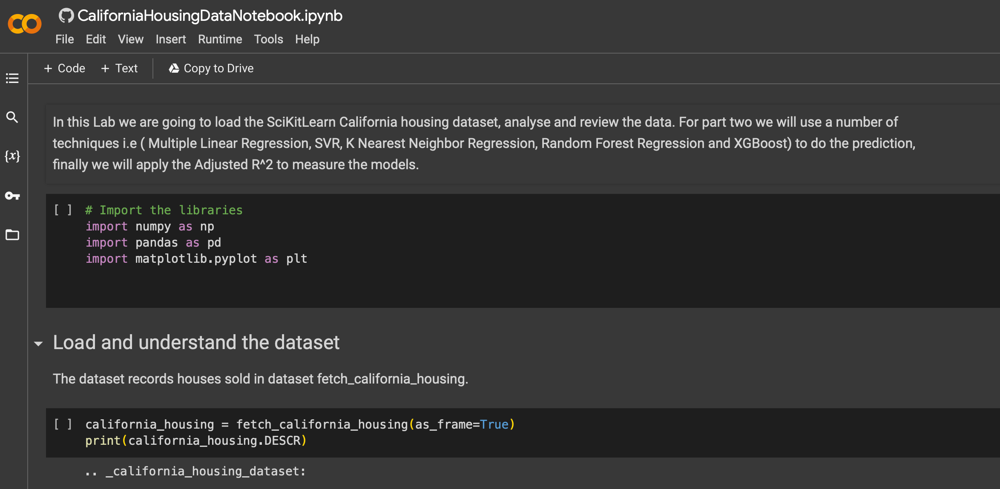 CaliforniaHousingDataNotebook.ipynb
File Edit View Insert Runtime Tools Help
+ Code + Text Copy to Drive
In this Lab we are going to load the SciKitLearn California housing dataset, analyse and review the data. For part two we will use a number of
techniques i.e ( Multiple Linear Regression, SVR, K Nearest Neighbor Regression, Random Forest Regression and XGBoost) to do the prediction,
finally we will apply the Adjusted R^2 to measure the models.
{x}
[ ] # Import the libraries
import numpy as np
import pandas as pd
import matplotlib.pyplot as plt
Load and understand the dataset
The dataset records houses sold in dataset fetch_california_housing.
[ ] california_housing = fetch_california_housing(as_frame=True)
print(california_housing.DESCR)
.. _california_housing_dataset: